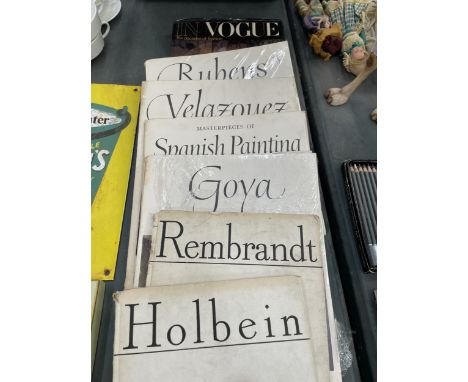 IN VOGUE
Rubens
Velazquez
MASTERPIECES OF
Spanish Painting
Goya
Rembrandt
Holbein